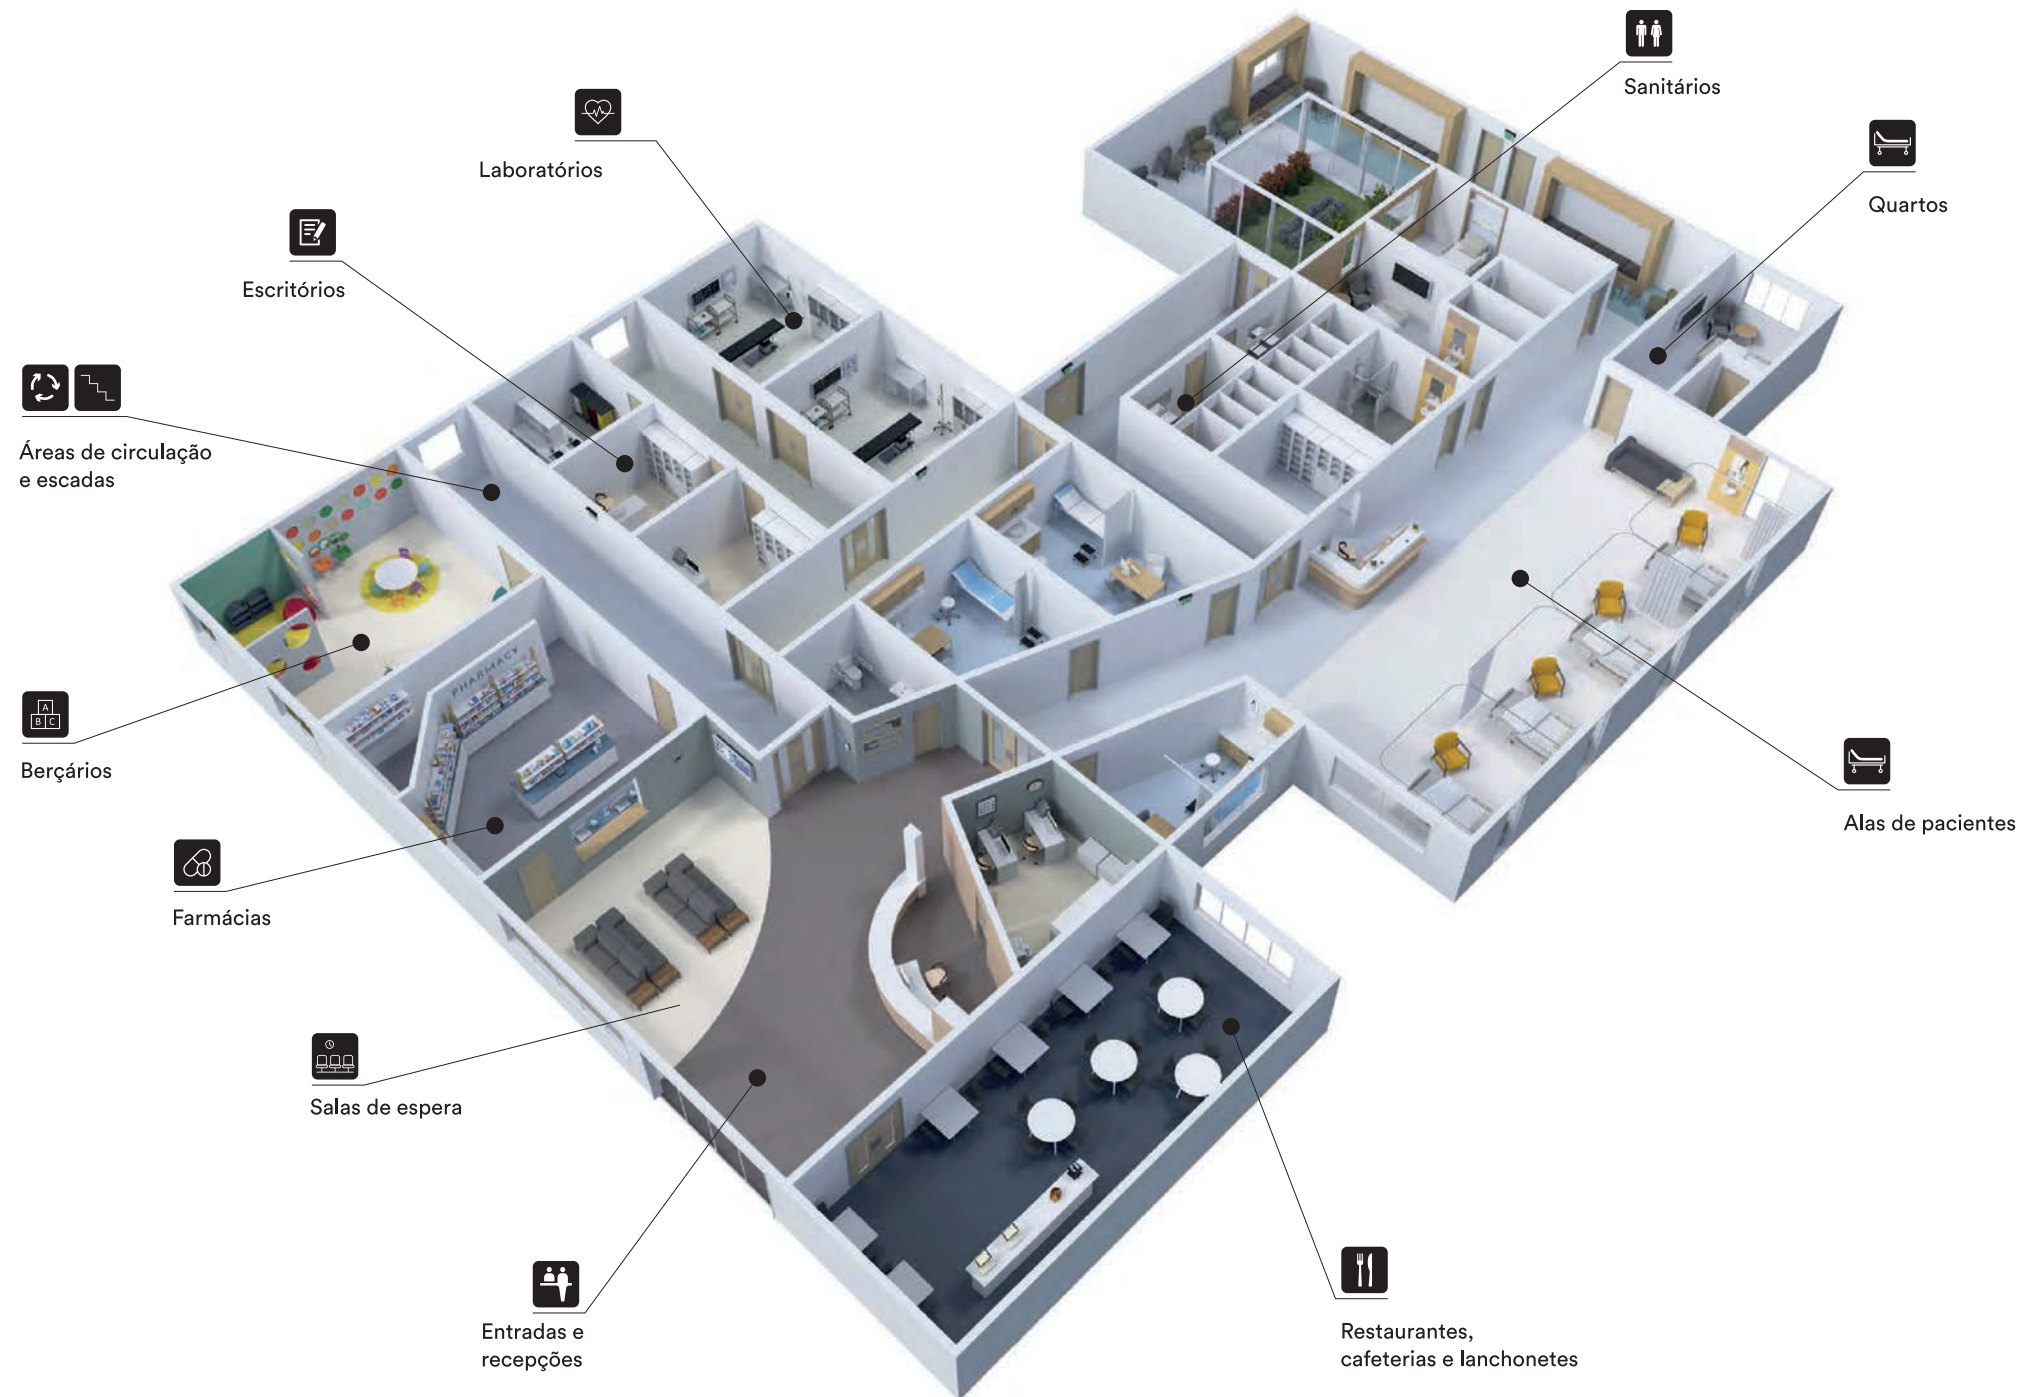 Sanitários
Laboratórios
Quartos
Escritórios
Áreas de circulação
e escadas
PHARMACY
A
B C
Berçários
Alas de pacientes
Farmácias
Salas de espera
Entradas e
recepções
Restaurantes,
cafeterias e lanchonetes